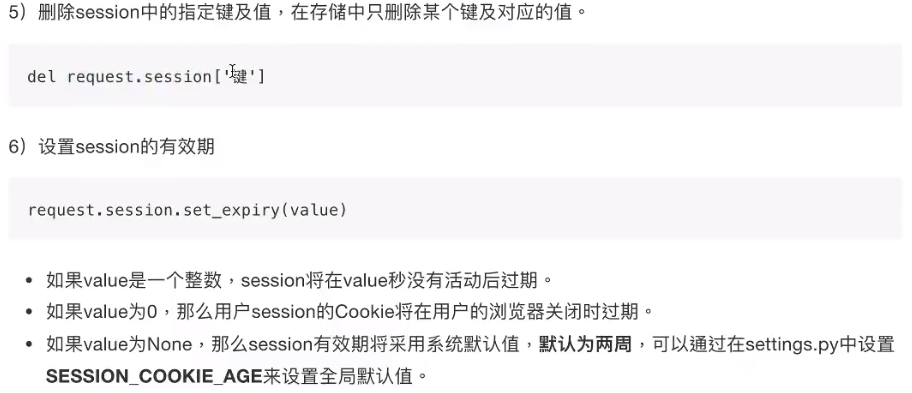 5）删除session中的指定键及值，在存储中只删除某个键及对应的值。
del request.session['键']
6）设置session的有效期
request.session.set_expiry(value)
• 如果value是一个整数，session将在value秒没有活动后过期。
• 如果value为0，那么用户session的Cookie将在用户的浏览器关闭时过期。
• 如果value为None，那么session有效期将采用系统默认值，默认为两周，可以通过在settings.py中设置
SESSION_COOKIE_AGE来设置全局默认值。